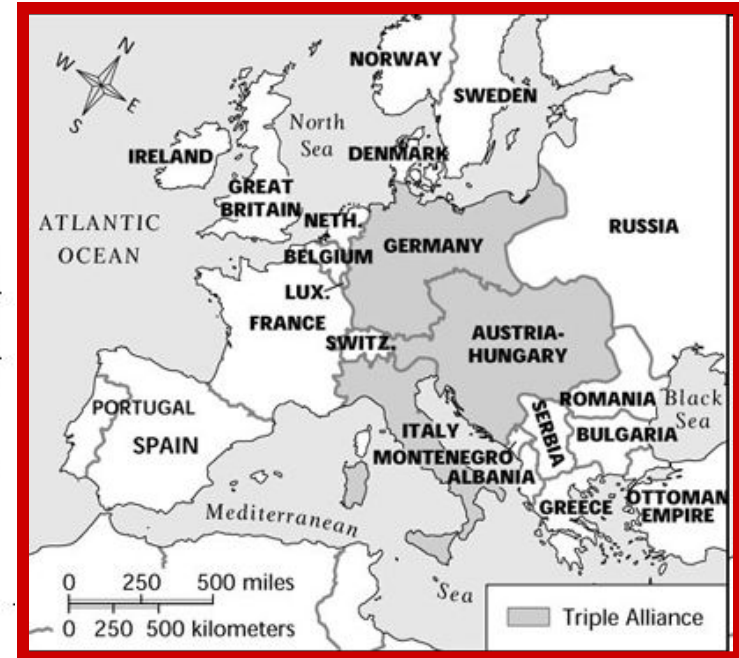 N
W
E
S
NORWAY
SWEDEN
North
Sea
IRELAND
DENMARK
GREAT
BRITAIN
ATLANTIC
OCEAN
NETH.
RUSSIA
GERMANY
BELGIUM
LUX.
FRANCE
SWITZ.
AUSTRIA-
HUNGARY
ROMANIA
Black
Sea
PORTUGAL
SPAIN
ITALY
SERBIA
BULGARIA
MONTENEGRO
ALBANIA
GREECE
OTTOMAN
EMPIRE
Mediterranean
Sea
0 250 500 miles
0 250 500 kilometers
Triple Alliance